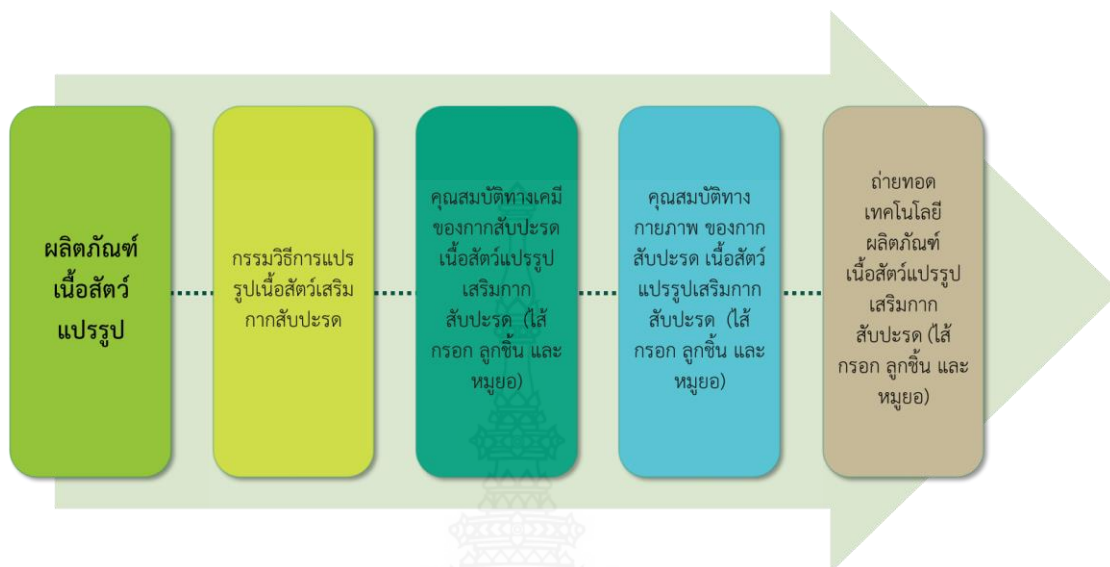 ผลิตภัณฑ์
เนื้อสัตว์
แปรรูป
กรรมวิธีการแปร
รูปเนื้อสัตว์เสริม
กากสับปะรด
คุณสมบัติทางเคมี
ของกากสับปะรด
เนื้อสัตว์แปรรูป
เสริมกาก
สับปะรด (ไส้
กรอก ลูกชิ้น และ
หมูยอ)
คุณสมบัติทาง
กายภาพ ของกาก
สับปะรด เนื้อสัตว์
แปรรูปเสริมกาก
สับปะรด (ไส้
กรอก ลูกชิ้น และ
หมูยอ)
ถ่ายทอด
เทคโนโลยี
ผลิตภัณฑ์
เนื้อสัตว์แปรรูป
เสริมกาก
สับปะรด (ไส้
กรอก ลูกชิ้น และ
หมูยอ)